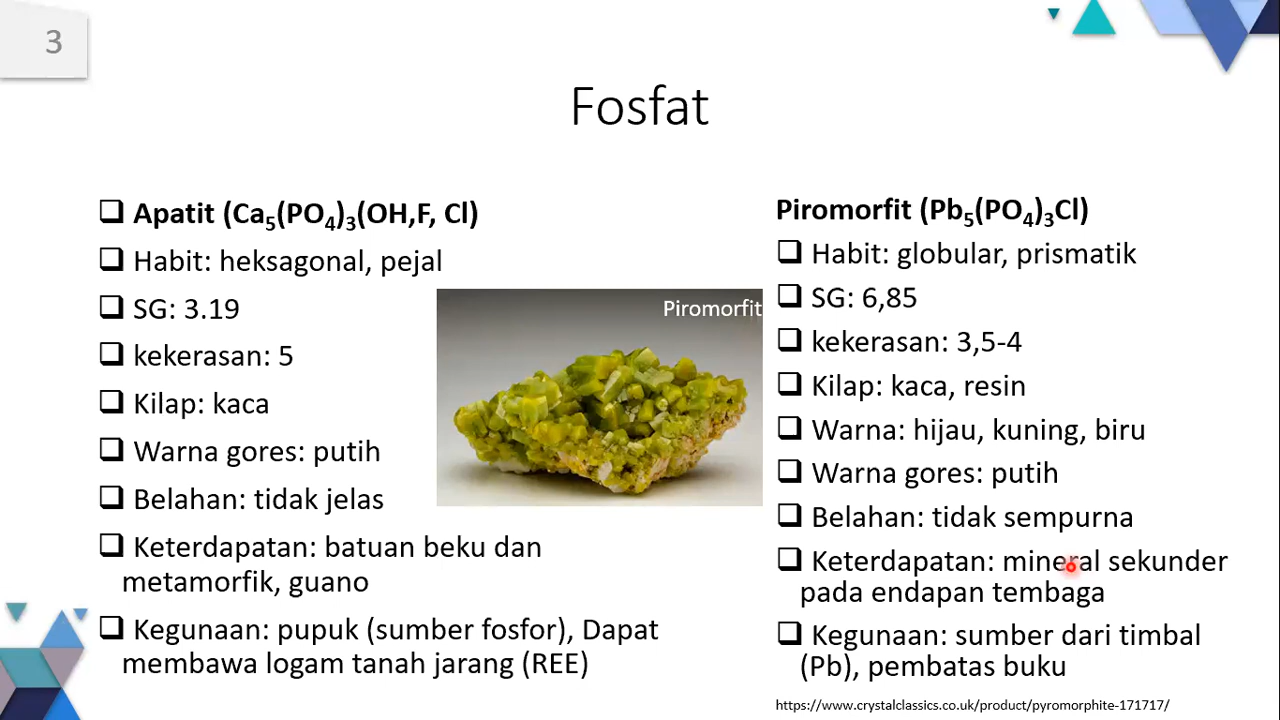 3
Fosfat
❑ Apatit (Ca₅(PO₄)₃(OH,F, Cl)
❑ Habit: heksagonal, pejal
❑ SG: 3.19
❑ kekerasan: 5
❑ Kilap: kaca
❑ Warna gores: putih
❑ Belahan: tidak jelas
❑ Keterdapatan: batuan beku dan
metamorfik, guano
❑ Kegunaan: pupuk (sumber fosfor), Dapat
membawa logam tanah jarang (REE)
Piromorfit
Piromorfit (Pb₅(PO₄)₃Cl)
❑ Habit: globular, prismatik
❑ SG: 6,85
❑ kekerasan: 3,5-4
❑ Kilap: kaca, resin
❑ Warna: hijau, kuning, biru
❑ Warna gores: putih
❑ Belahan: tidak sempurna
❑ Keterdapatan: mineral sekunder
pada endapan tembaga
❑ Kegunaan: sumber dari timbal
(Pb), pembatas buku
https://www.crystalclassics.co.uk/product/pyromorphite-171717/